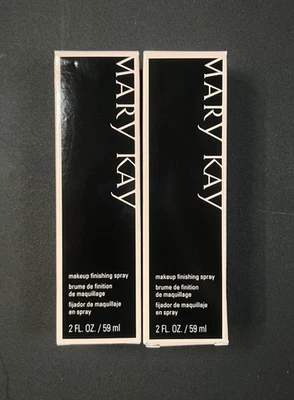 MARY KAY
makeup finishing spray
brume de finition
de maquillage
fijador de maquillaje
en spray
2 FL. OZ. / 59 ml
MARY KAY
makeup finishing spray
brume de finition
de maquillage
fijador de maquillaje
en spray
2 FL. OZ. / 59 ml